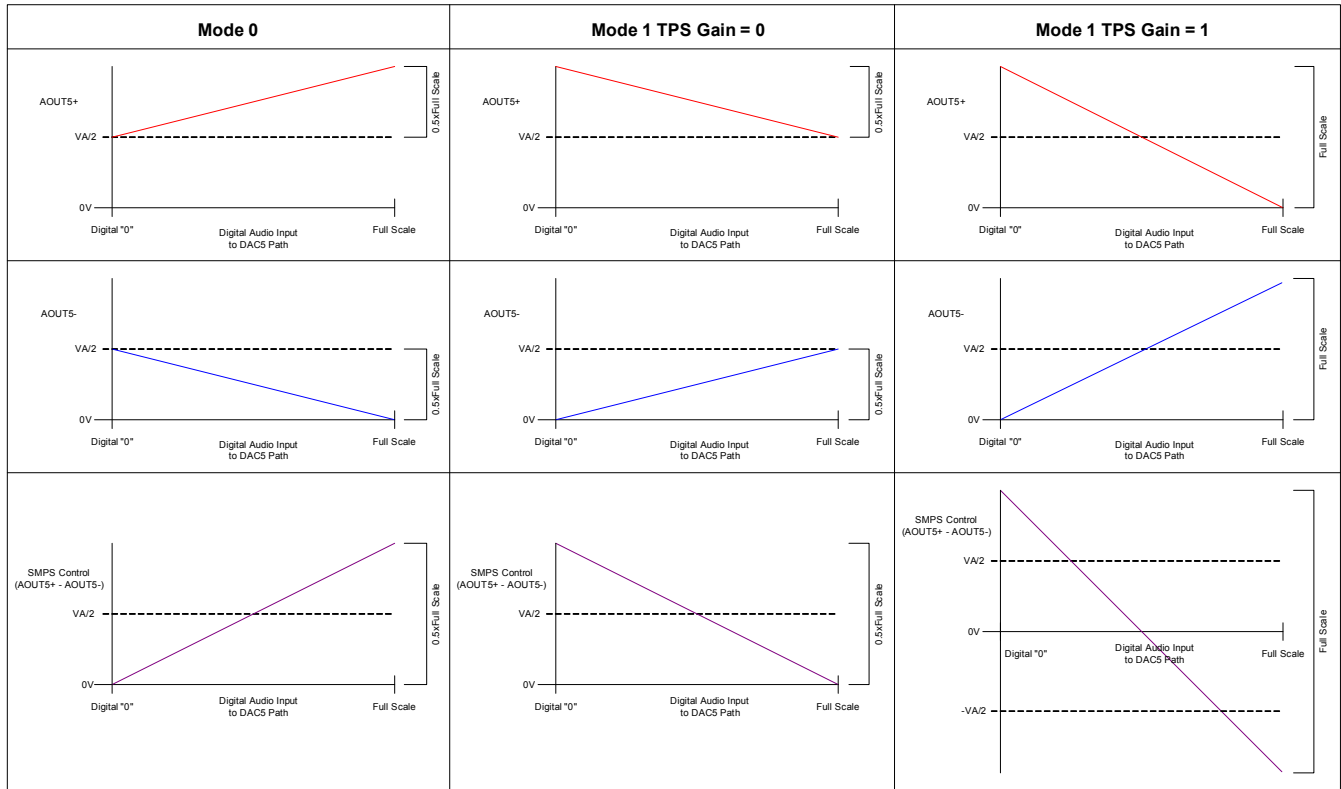 Mode 0
Mode 1 TPS Gain = 0
Mode 1 TPS Gain = 1
AOUT5+
VA/2
0V
Digital "0"
Digital Audio Input
to DAC5 Path
Full Scale
0.5xFull Scale
AOUT5+
VA/2
0V
Digital "0"
Digital Audio Input
to DAC5 Path
Full Scale
0.5xFull Scale
AOUT5+
VA/2
0V
Digital "0"
Digital Audio Input
to DAC5 Path
Full Scale
Full Scale
AOUT5-
VA/2
0V
Digital "0"
Digital Audio Input
to DAC5 Path
Full Scale
0.5xFull Scale
AOUT5-
VA/2
0V
Digital "0"
Digital Audio Input
to DAC5 Path
Full Scale
0.5xFull Scale
AOUT5-
VA/2
0V
Digital "0"
Digital Audio Input
to DAC5 Path
Full Scale
Full Scale
SMPS Control
(AOUT5+ - AOUT5-)
VA/2
0V
Digital "0"
Digital Audio Input
to DAC5 Path
Full Scale
0.5xFull Scale
SMPS Control
(AOUT5+ - AOUT5-)
VA/2
0V
Digital "0"
Digital Audio Input
to DAC5 Path
Full Scale
0.5xFull Scale
SMPS Control
(AOUT5+ - AOUT5-)
VA/2
0V
Digital "0"
Digital Audio Input
to DAC5 Path
Full Scale
-VA/2
Full Scale